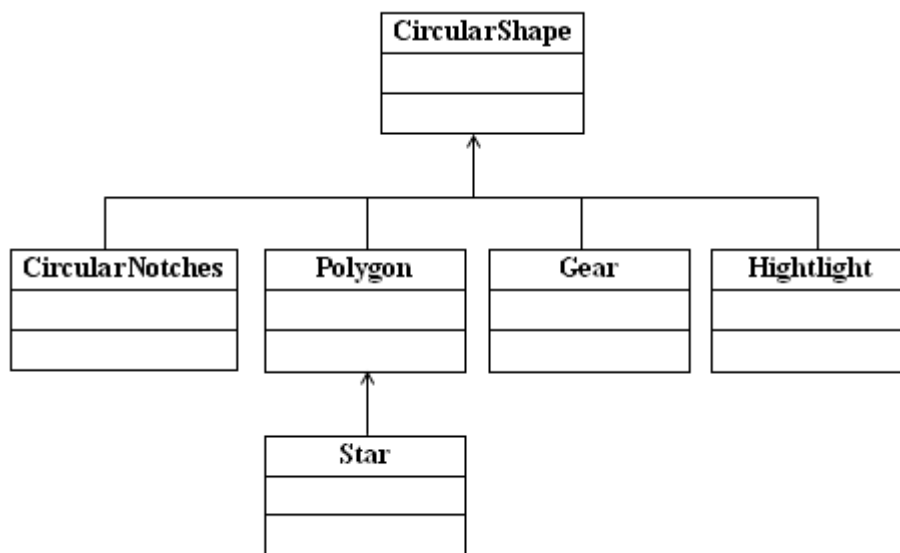 CircularShape
CircularNotches
Polygon
Gear
Hightlight
Star